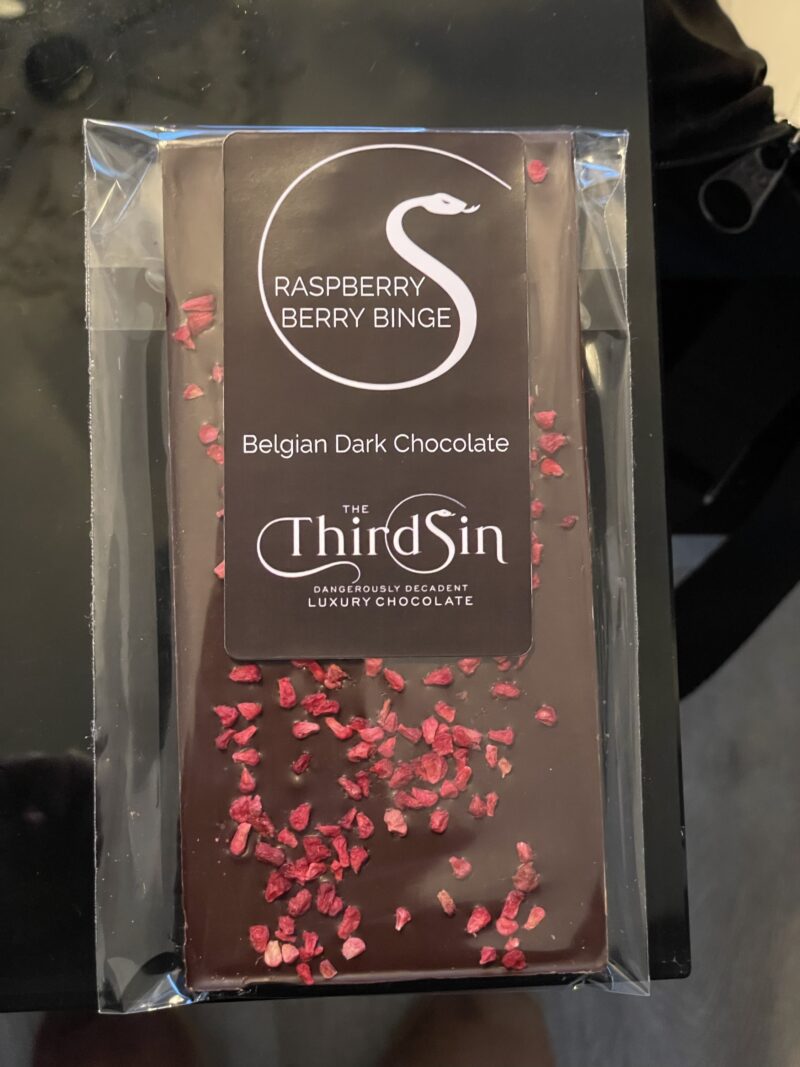 RASPBERRY
BERRY BINGE
Belgian Dark Chocolate
THE
ThirdSin
DANGEROUSLY DECADENT
LUXURY CHOCOLATE